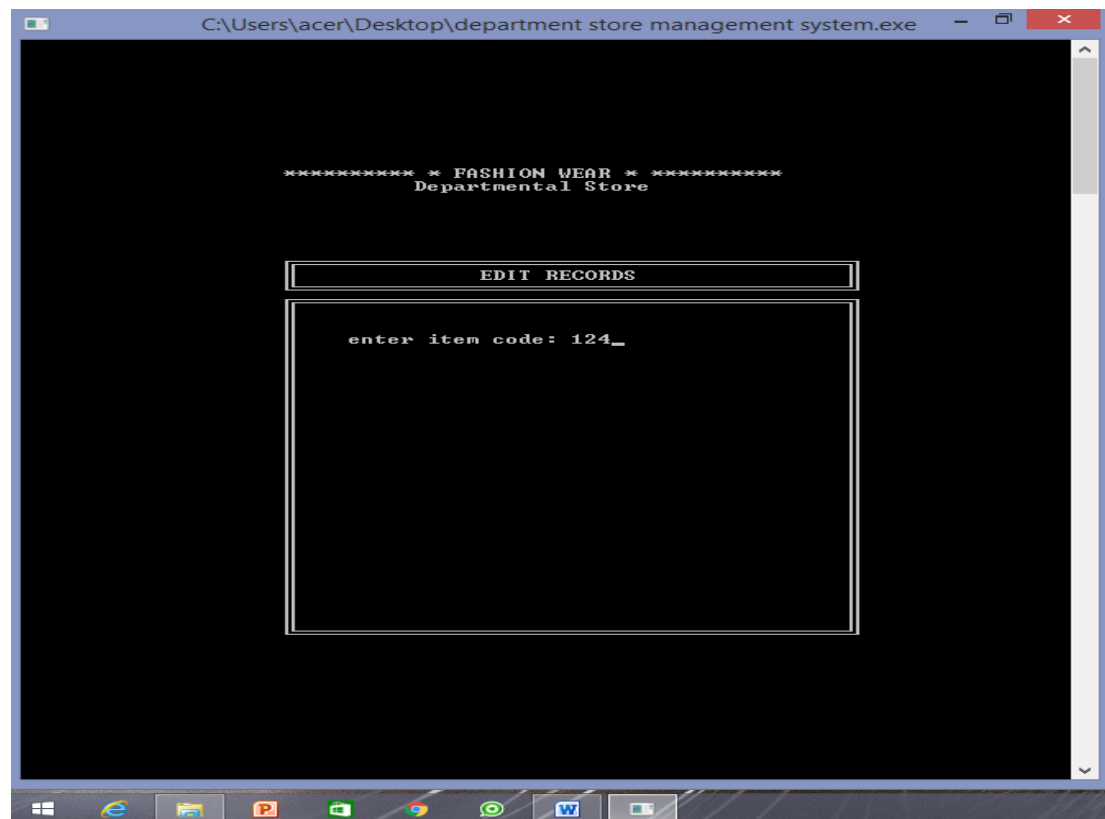 C:\Users\acer\Desktop\department store management system.exe
********** * FASHION WEAR * **********
Departmental Store
EDIT RECORDS
enter item code: 124_